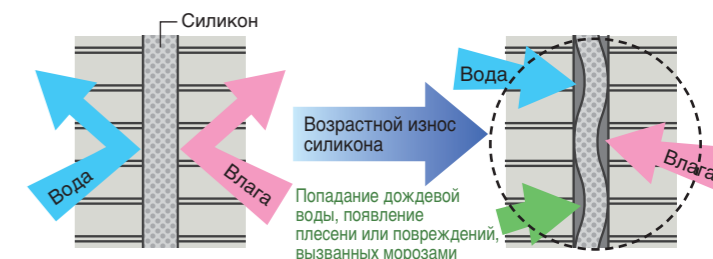 Силикон
Вода
Влага
Возрастной износ
силикона
Попадание дождевой
воды, появление
плесени или повреждений,
вызванных морозами
Вода
Влага